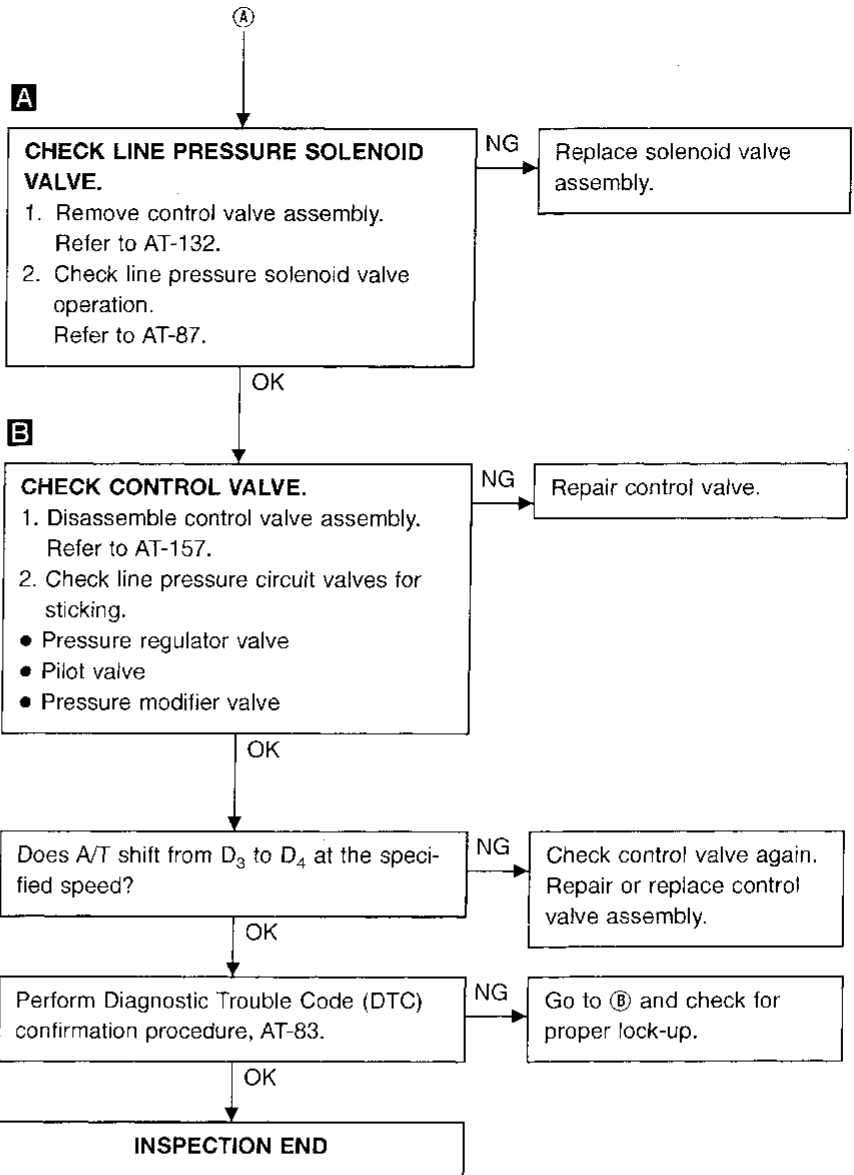 Ⓐ
A
CHECK LINE PRESSURE SOLENOID
VALVE.
1. Remove control valve assembly.
Refer to AT-132.
2. Check line pressure solenoid valve
operation.
Refer to AT-87.
NG
Replace solenoid valve
assembly.
OK
B
CHECK CONTROL VALVE.
1. Disassemble control valve assembly.
Refer to AT-157.
2. Check line pressure circuit valves for
sticking.
● Pressure regulator valve
● Pilot valve
● Pressure modifier valve
NG
Repair control valve.
OK
Does A/T shift from D₃ to D₄ at the speci-
fied speed?
NG
Check control valve again.
Repair or replace control
valve assembly.
OK
Perform Diagnostic Trouble Code (DTC)
confirmation procedure, AT-83.
NG
Go to Ⓑ and check for
proper lock-up.
OK
INSPECTION END